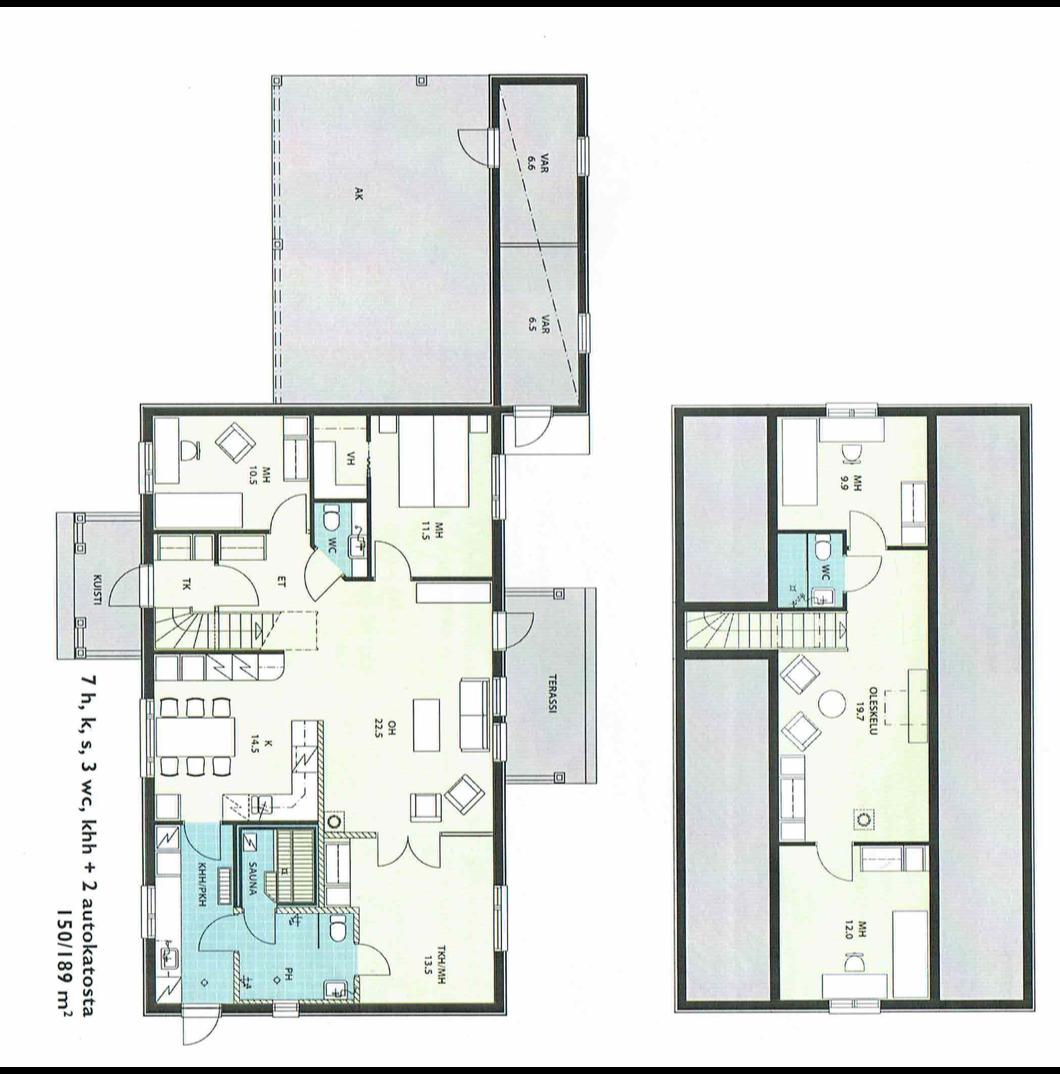 VAR
6.6
VAR
6.5
AK
MH
10.5
VH
MH
11.5
WC
ET
TK
KUISTI
TERASSI
OH
22.5
K
14.5
SAUNA
KHH/PKH
PH
TKH/MH
13.5
MH
9.9
WC
OLESKELU
19.7
MH
12.0
7 h, k, s, 3 wc, khh + 2 autokatosta
150/189 m²